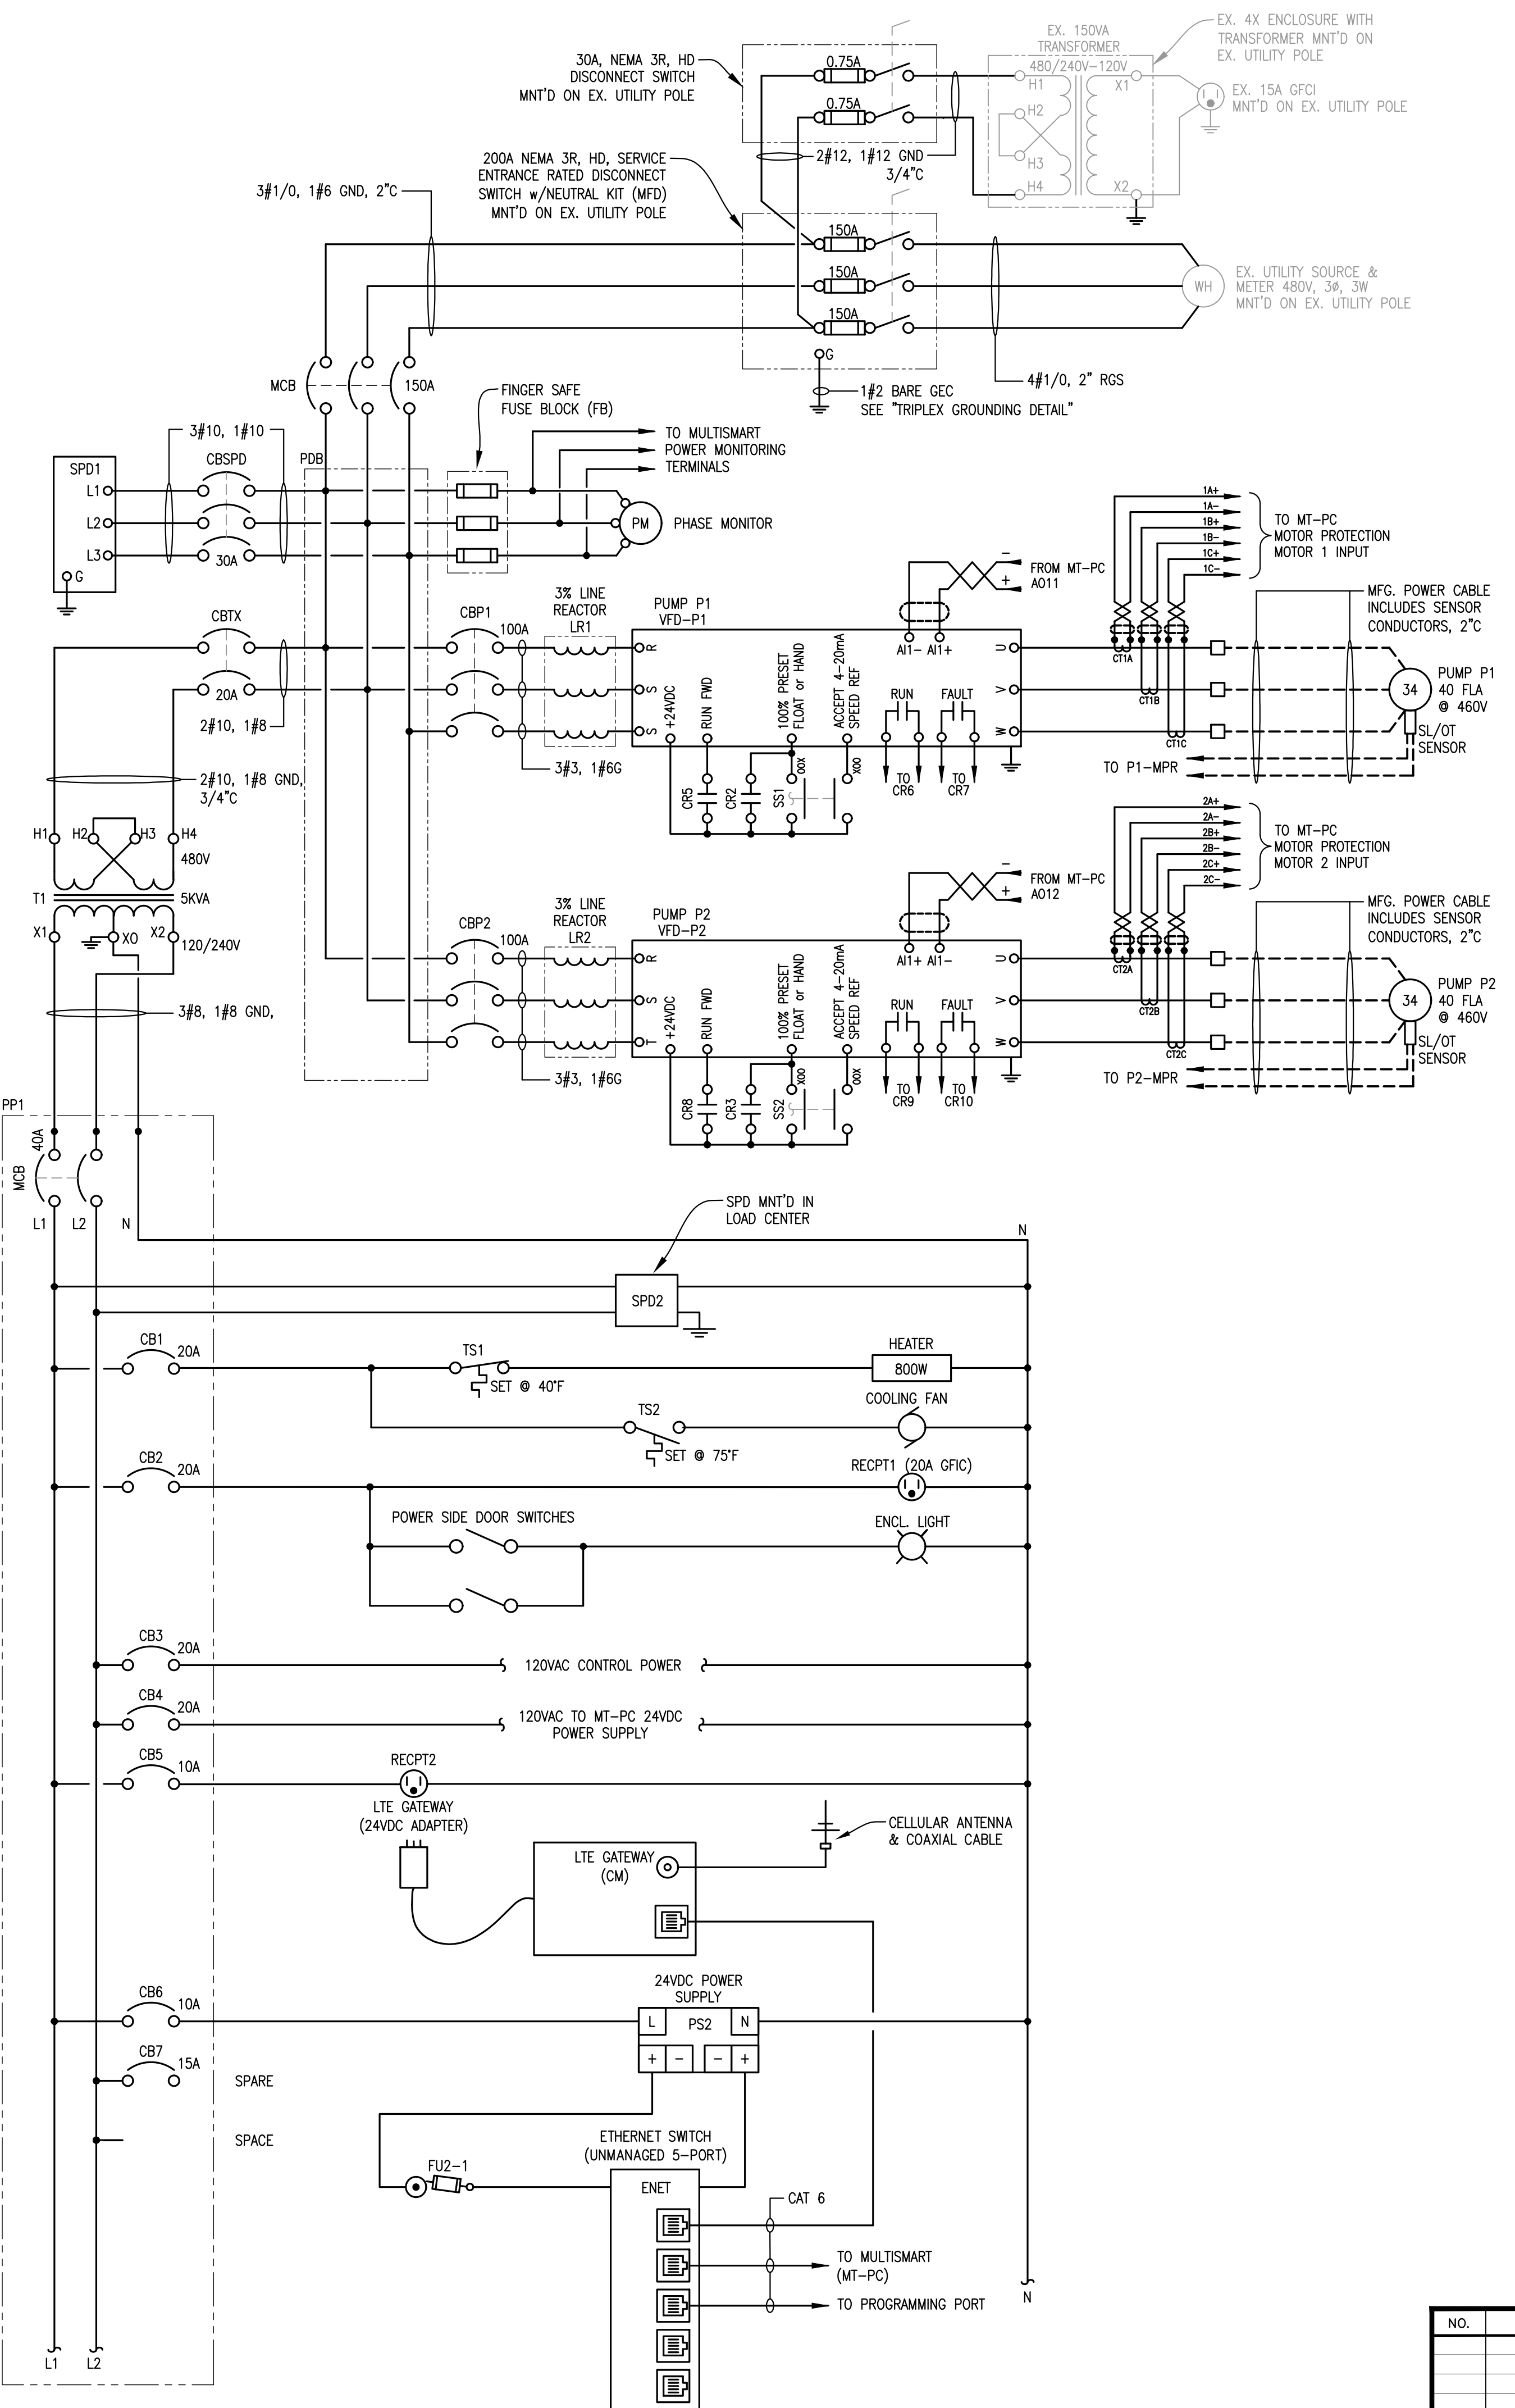 EX. 4X ENCLOSURE WITH
TRANSFORMER MNT'D ON
EX. UTILITY POLE
EX. 150VA
TRANSFORMER
480/240V-120V
30A, NEMA 3R, HD
DISCONNECT SWITCH
MNT'D ON EX. UTILITY POLE
0.75A
0.75A
H1
H2
H3
H4
X1
X2
EX. 15A GFCI
MNT'D ON EX. UTILITY POLE
2#12, 1#12 GND
3/4"C
200A NEMA 3R, HD, SERVICE
ENTRANCE RATED DISCONNECT
SWITCH w/NEUTRAL KIT (MFD)
MNT'D ON EX. UTILITY POLE
3#1/0, 1#6 GND, 2"C
150A
150A
150A
WH
EX. UTILITY SOURCE &
METER 480V, 3ø, 3W
MNT'D ON EX. UTILITY POLE
G
4#1/0, 2" RGS
1#2 BARE GEC
SEE "TRIPLEX GROUNDING DETAIL"
MCB
150A
FINGER SAFE
FUSE BLOCK (FB)
3#10, 1#10
CBSPD
PDB
TO MULTISMART
POWER MONITORING
TERMINALS
SPD1
L1
L2
L3
G
30A
PM
PHASE MONITOR
1A+
1A-
1B+
1B-
1C+
1C-
TO MT-PC
MOTOR PROTECTION
MOTOR 1 INPUT
FROM MT-PC
AO11
-
+
MFG. POWER CABLE
INCLUDES SENSOR
CONDUCTORS, 2"C
CBTX
20A
2#10, 1#8
CBP1
100A
3% LINE
REACTOR
LR1
3#3, 1#6G
PUMP P1
VFD-P1
R
S
S
+24VDC
RUN FWD
100% PRESET
FLOAT or HAND
ACCEPT 4-20mA
SPEED REF
AI1- AI1+
RUN
FAULT
U
V
W
CT1A
CT1B
CT1C
34
PUMP P1
40 FLA
@ 460V
SL/OT
SENSOR
TO P1-MPR
CR5
CR2
SS1
XOO
OOX
TO
CR6
TO
CR7
2#10, 1#8 GND,
3/4"C
H1
H2
H3
H4
480V
T1
5KVA
X1
XO
X2
120/240V
3#8, 1#8 GND,
2A+
2A-
2B+
2B-
2C+
2C-
TO MT-PC
MOTOR PROTECTION
MOTOR 2 INPUT
FROM MT-PC
AO12
-
+
MFG. POWER CABLE
INCLUDES SENSOR
CONDUCTORS, 2"C
CBP2
100A
3% LINE
REACTOR
LR2
3#3, 1#6G
PUMP P2
VFD-P2
R
S
T
+24VDC
RUN FWD
100% PRESET
FLOAT or HAND
ACCEPT 4-20mA
SPEED REF
AI1+ AI1-
RUN
FAULT
U
V
W
CT2A
CT2B
CT2C
34
PUMP P2
40 FLA
@ 460V
SL/OT
SENSOR
TO P2-MPR
CR8
CR3
SS2
OOX
XOO
TO
CR9
TO
CR10
PP1
MCB
40A
L1
L2
N
N
SPD MNT'D IN
LOAD CENTER
SPD2
CB1
20A
TS1
SET @ 40°F
HEATER
800W
TS2
SET @ 75°F
COOLING FAN
CB2
20A
RECPT1 (20A GFIC)
POWER SIDE DOOR SWITCHES
ENCL. LIGHT
CB3
20A
120VAC CONTROL POWER
CB4
20A
120VAC TO MT-PC 24VDC
POWER SUPPLY
CB5
10A
RECPT2
LTE GATEWAY
(24VDC ADAPTER)
LTE GATEWAY
(CM)
CELLULAR ANTENNA
& COAXIAL CABLE
CB6
10A
24VDC POWER
SUPPLY
L
PS2
N
+
-
-
+
CB7
15A
SPARE
SPACE
ETHERNET SWITCH
(UNMANAGED 5-PORT)
FU2-1
ENET
CAT 6
TO MULTISMART
(MT-PC)
TO PROGRAMMING PORT
N
L1
L2
NO.